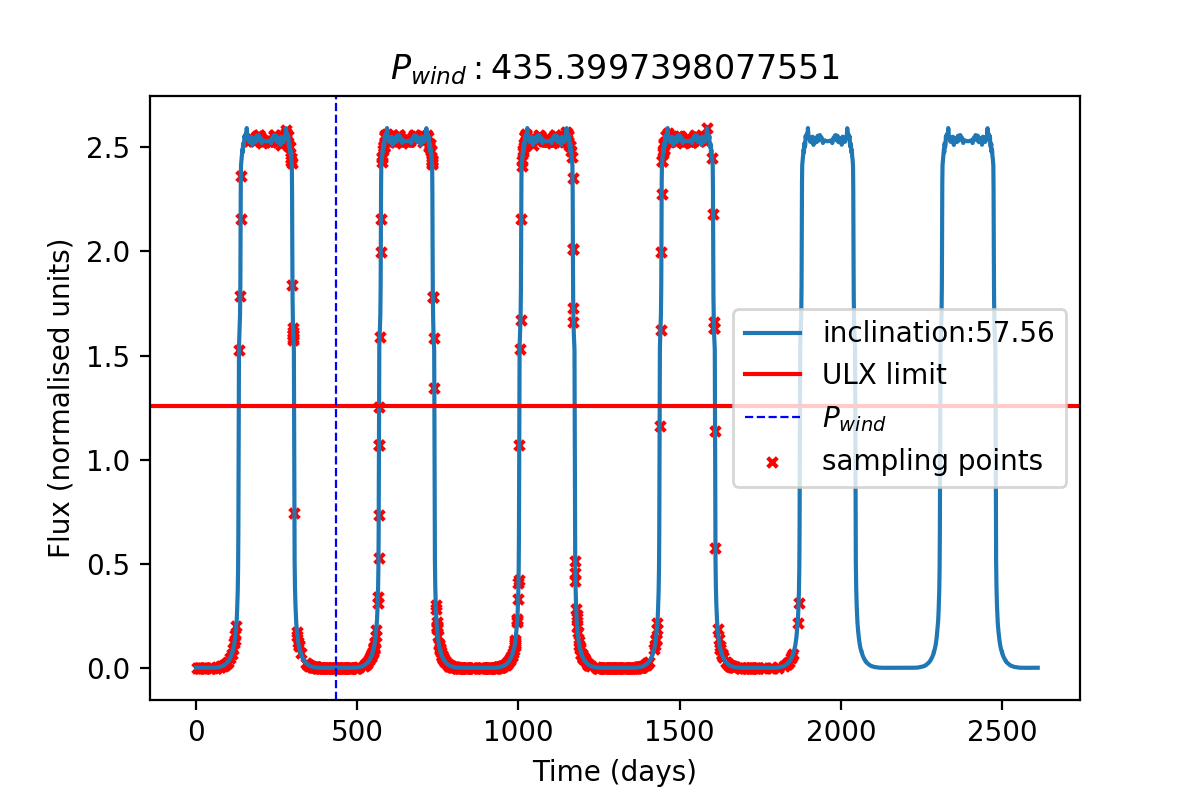 P_wind : 435.3997398077551
Flux (normalised units)
2.5
2.0
1.5
1.0
0.5
0.0
inclination:57.56
ULX limit
P_wind
sampling points
0 500 1000 1500 2000 2500
Time (days)